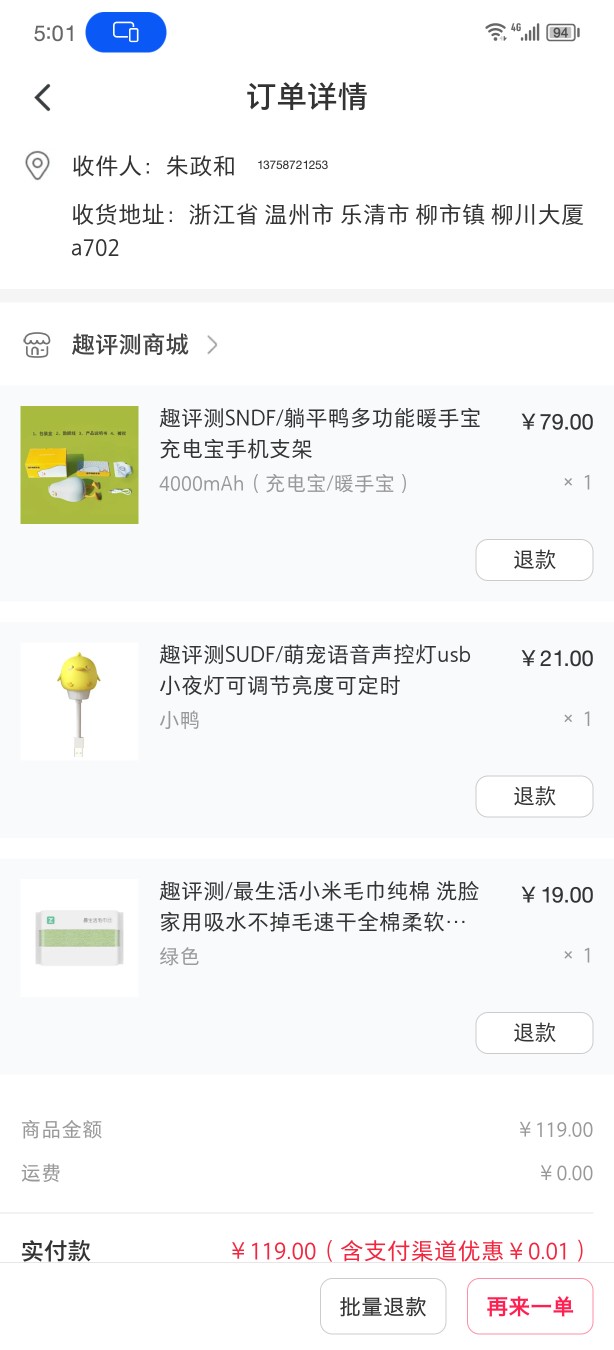 5:01
4G
94
订单详情
收件人：朱政和 13758721253
收货地址：浙江省 温州市 乐清市 柳市镇 柳川大厦
a702
趣评测商城
趣评测SNDF/躺平鸭多功能暖手宝
充电宝手机支架
¥79.00
4000mAh（充电宝/暖手宝）
× 1
退款
趣评测SUDF/萌宠语音声控灯usb
小夜灯可调节亮度可定时
¥21.00
小鸭
× 1
退款
趣评测/最生活小米毛巾纯棉 洗脸
家用吸水不掉毛速干全棉柔软…
¥19.00
绿色
× 1
退款
商品金额 ¥119.00
运费 ¥0.00
实付款 ¥119.00（含支付渠道优惠¥0.01）
批量退款 再来一单